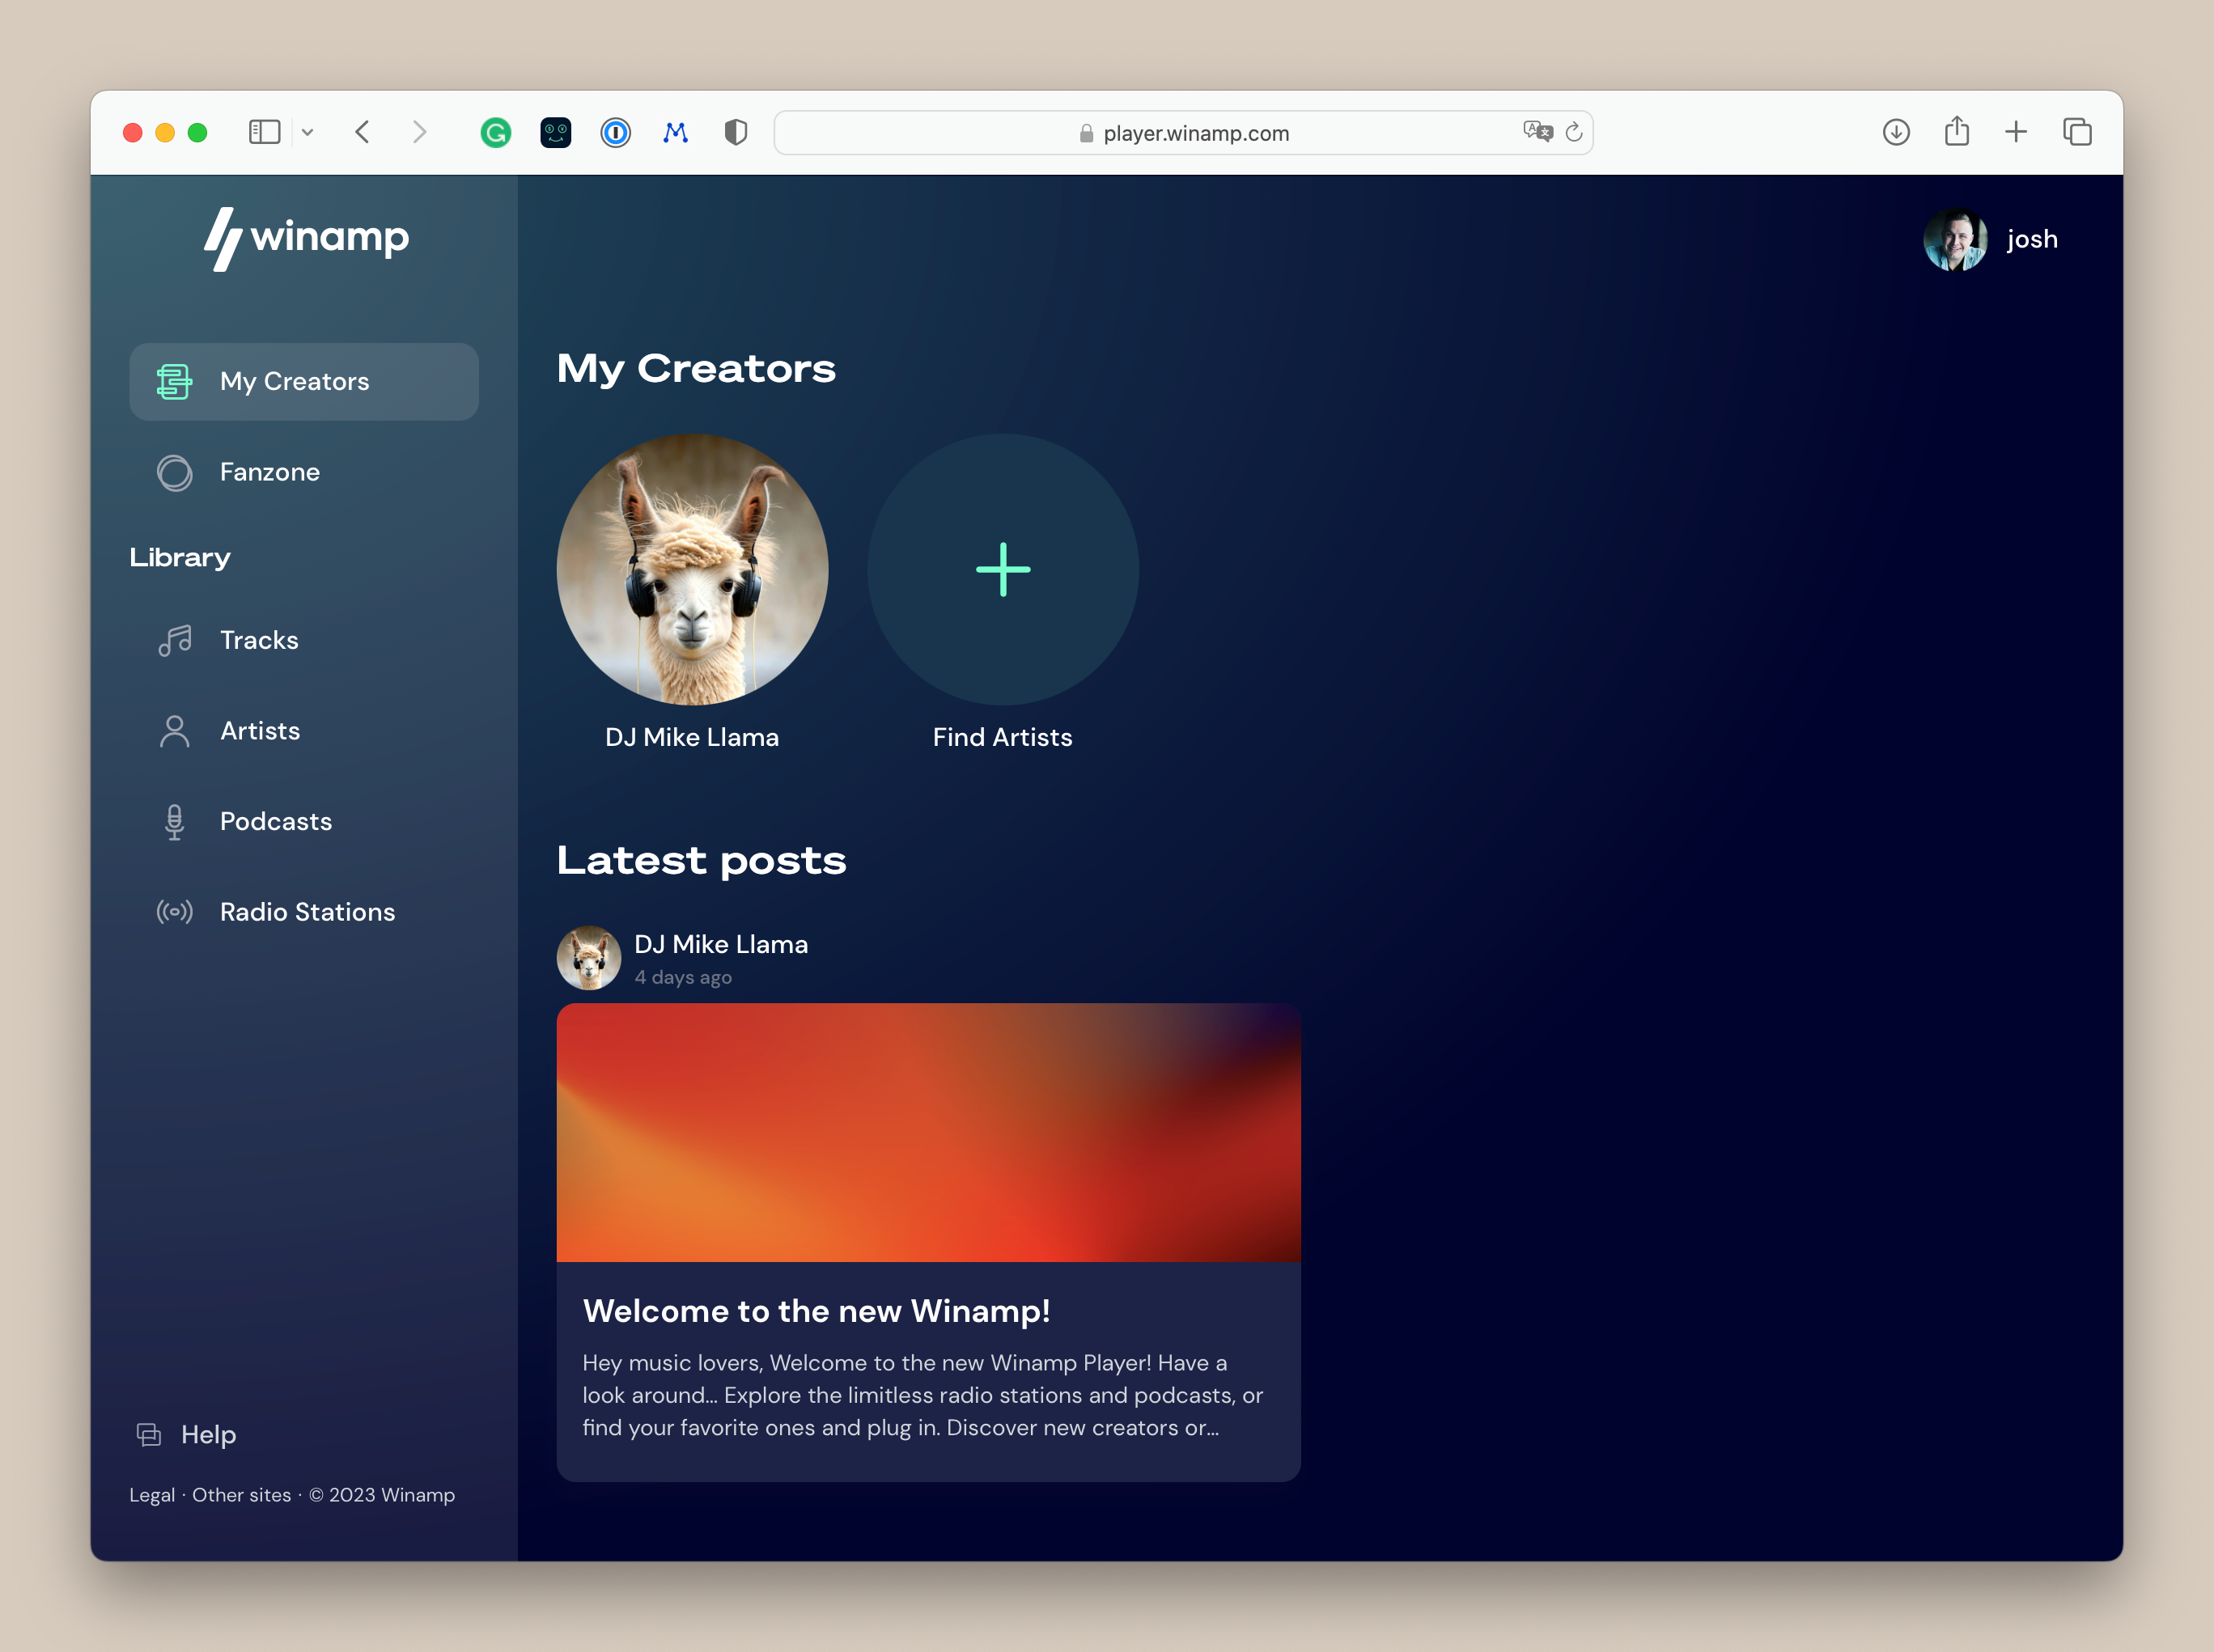 player.winamp.com
winamp
josh
My Creators
Fanzone
Library
Tracks
Artists
Podcasts
Radio Stations
Help
Legal · Other sites · © 2023 Winamp
My Creators
DJ Mike Llama
Find Artists
Latest posts
DJ Mike Llama
4 days ago
Welcome to the new Winamp!
Hey music lovers, Welcome to the new Winamp Player! Have a
look around... Explore the limitless radio stations and podcasts, or
find your favorite ones and plug in. Discover new creators or...